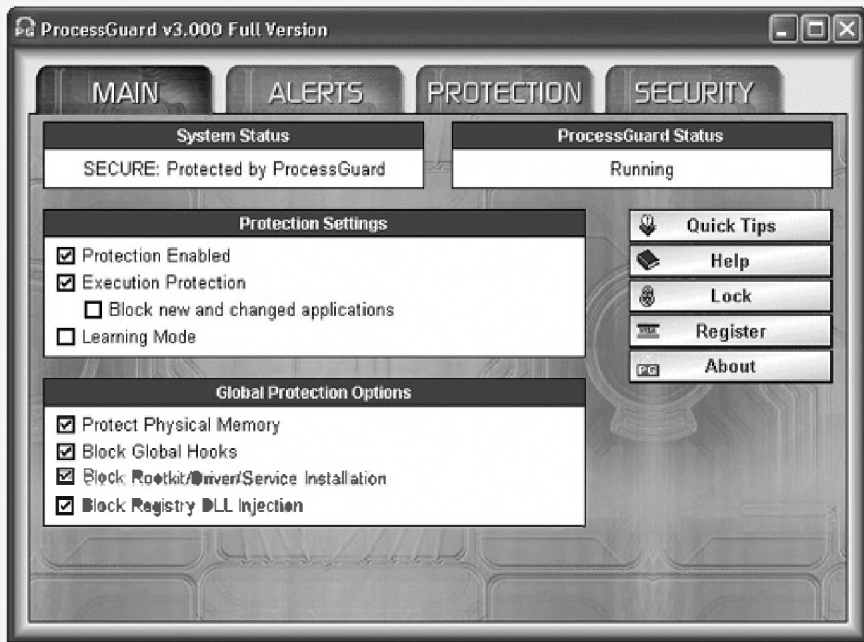 ProcessGuard v3.000 Full Version
MAIN
ALERTS
PROTECTION
SECURITY
System Status
SECURE: Protected by ProcessGuard
ProcessGuard Status
Running
Protection Settings
Protection Enabled
Execution Protection
Block new and changed applications
Learning Mode
Quick Tips
Help
Lock
Register
About
Global Protection Options
Protect Physical Memory
Block Global Hooks
Block Rootkit/Driver/Service Installation
Block Registry DLL Injection
PG